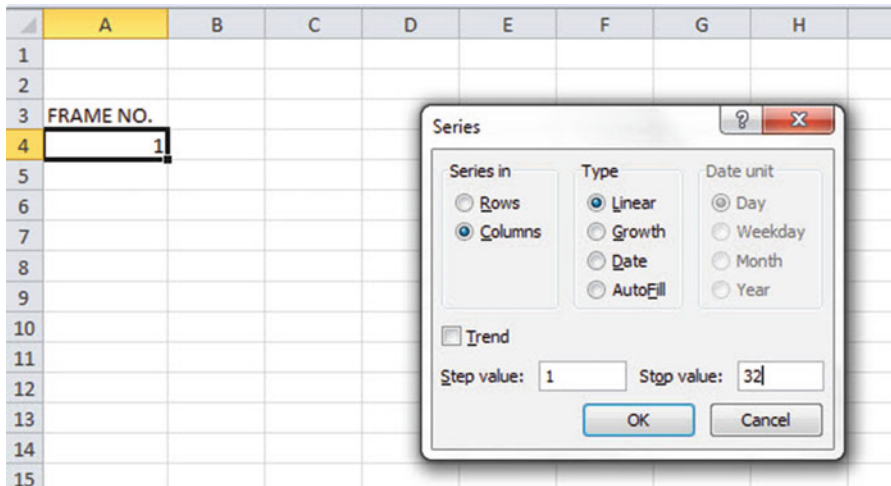 A B C D E F G H
1
2
3 FRAME NO.
4 1
5
6
7
8
9
10
11
12
13
14
15
Series
Series in Type Date unit
Rows Linear Day
Columns Growth Weekday
Date Month
AutoFill Year
Trend
Step value: 1 Stop value: 32
OK Cancel